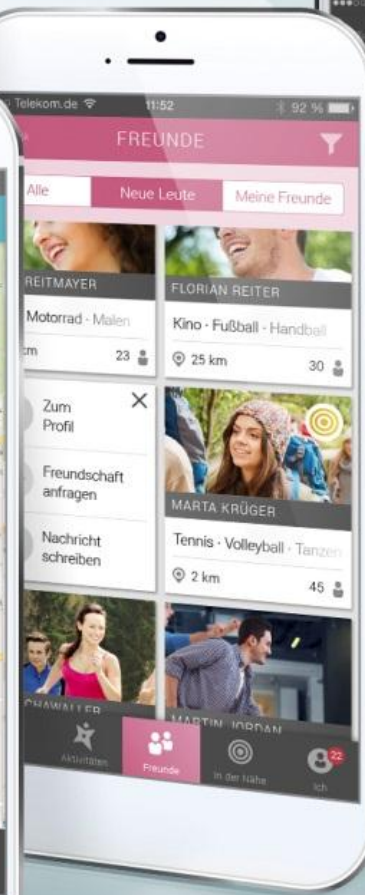 Telekom.de 11:52 92 %
FREUNDE
Alle Neue Leute Meine Freunde
REITMAYER
Motorrad · Malen
km 23
FLORIAN REITER
Kino · Fußball · Handball
25 km 30
Zum
Profil
Freundschaft
anfragen
Nachricht
schreiben
MARTA KRÜGER
Tennis · Volleyball · Tanzen
2 km 45
CHAWALLER
MARTIN JORDAN
Aktivitäten Freunde In der Nähe Ich 22